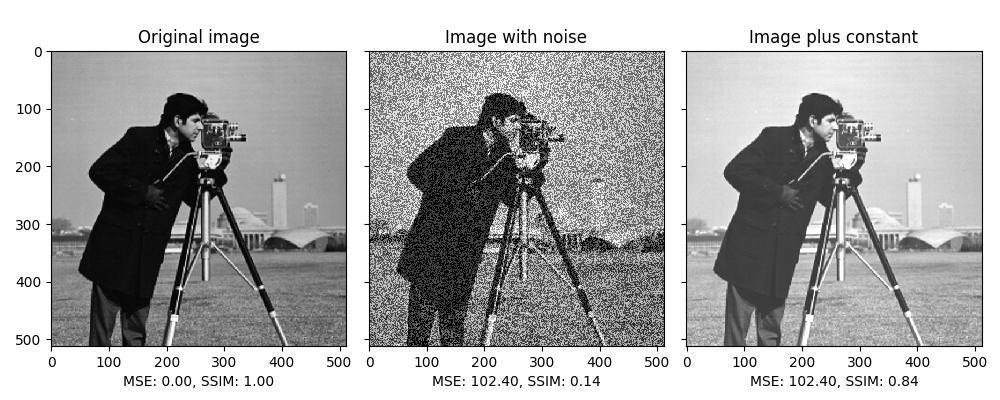 Original image
Image with noise
Image plus constant
0
100
200
300
400
500
0 100 200 300 400 500
0 100 200 300 400 500
0 100 200 300 400 500
MSE: 0.00, SSIM: 1.00
MSE: 102.40, SSIM: 0.14
MSE: 102.40, SSIM: 0.84